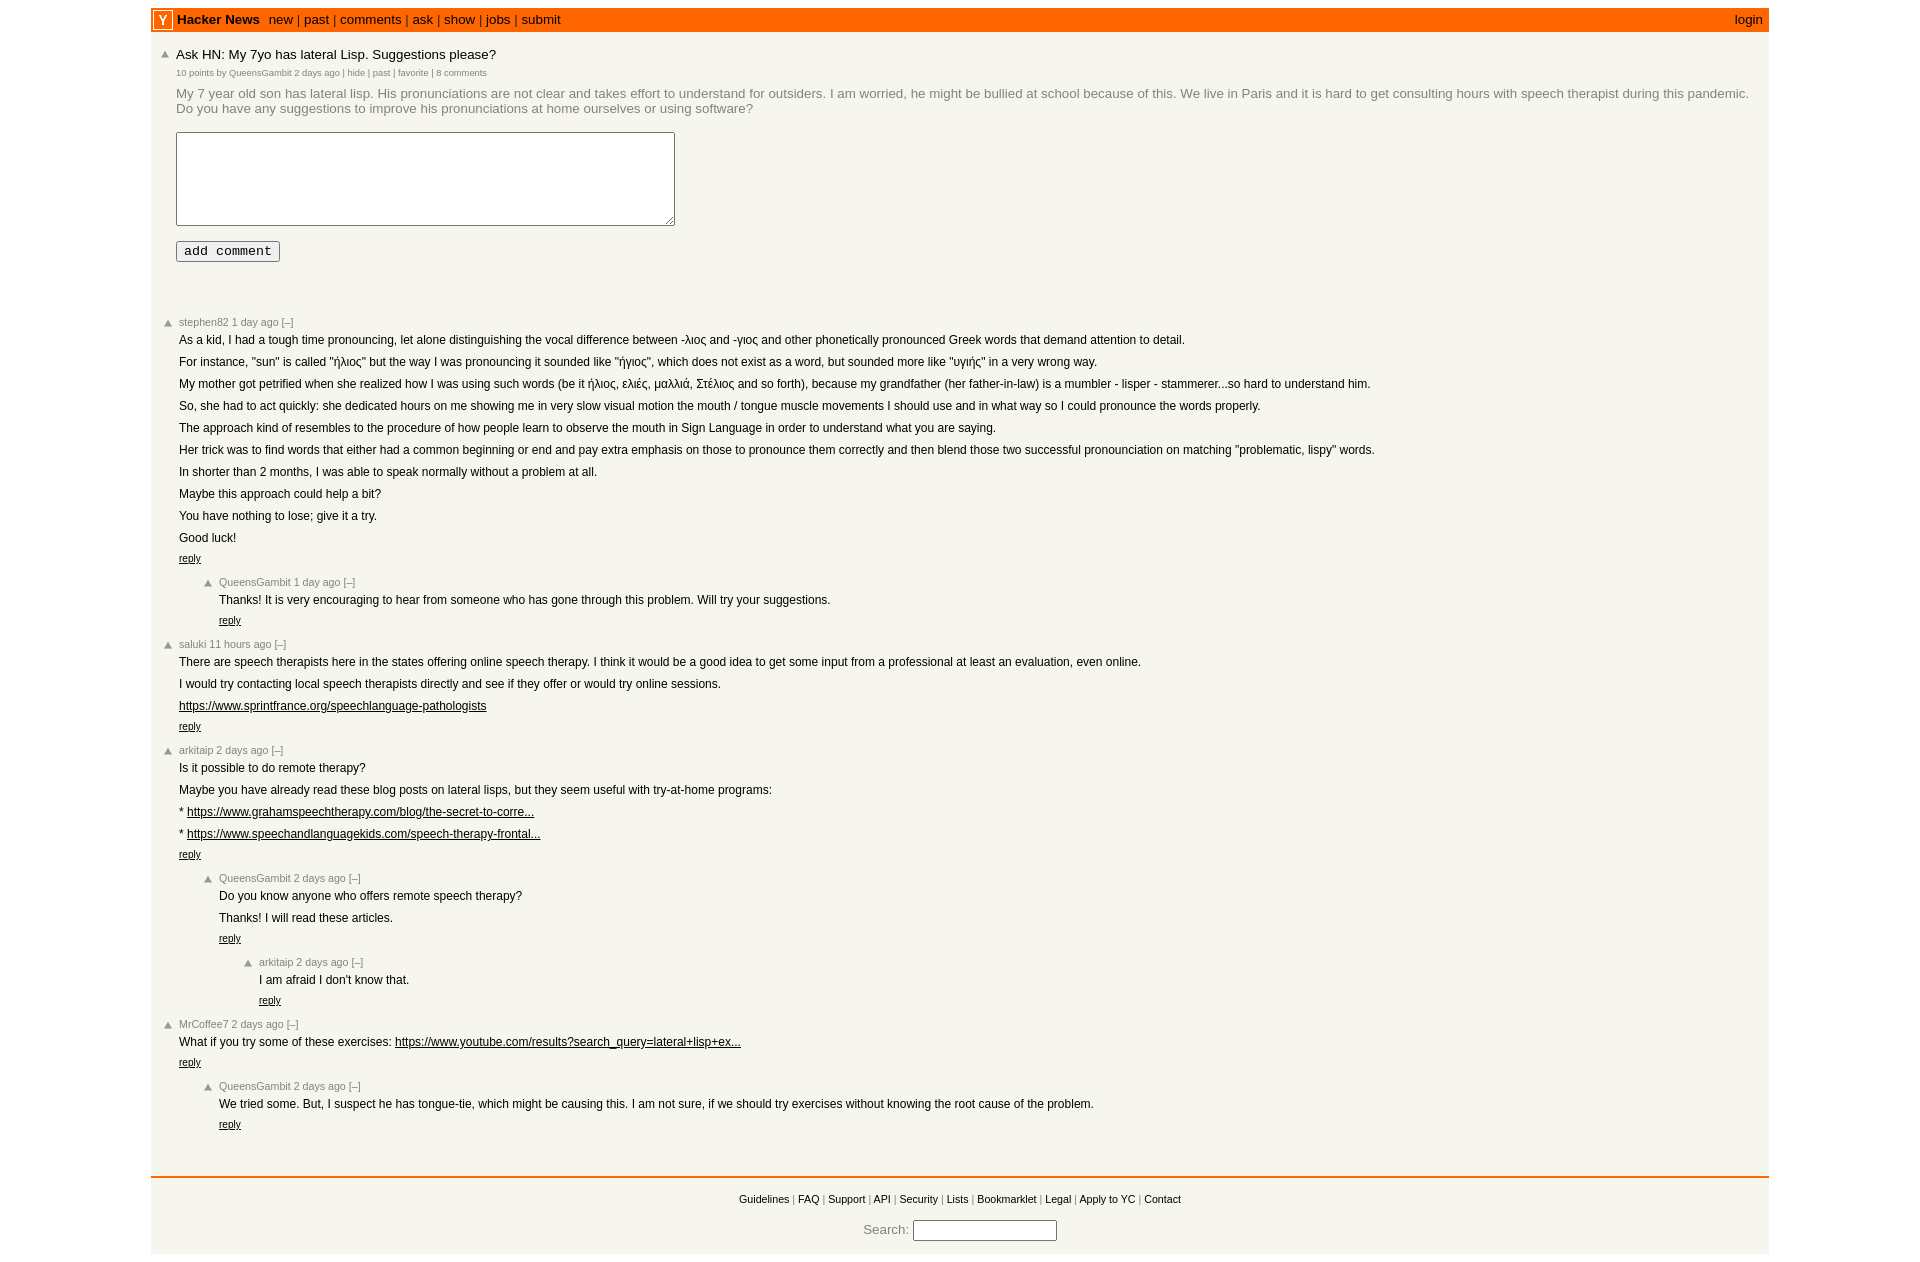 Y Hacker News new | past | comments | ask | show | jobs | submit login
Ask HN: My 7yo has lateral Lisp. Suggestions please?
10 points by QueensGambit 2 days ago | hide | past | favorite | 8 comments
My 7 year old son has lateral lisp. His pronunciations are not clear and takes effort to understand for outsiders. I am worried, he might be bullied at school because of this. We live in Paris and it is hard to get consulting hours with speech therapist during this pandemic.
Do you have any suggestions to improve his pronunciations at home ourselves or using software?
add comment
stephen82 1 day ago [–]
As a kid, I had a tough time pronouncing, let alone distinguishing the vocal difference between -λιος and -γιος and other phonetically pronounced Greek words that demand attention to detail.
For instance, "sun" is called "ήλιος" but the way I was pronouncing it sounded like "ήγιος", which does not exist as a word, but sounded more like "υγιής" in a very wrong way.
My mother got petrified when she realized how I was using such words (be it ήλιος, ελιές, μαλλιά, Στέλιος and so forth), because my grandfather (her father-in-law) is a mumbler - lisper - stammerer...so hard to understand him.
So, she had to act quickly: she dedicated hours on me showing me in very slow visual motion the mouth / tongue muscle movements I should use and in what way so I could pronounce the words properly.
The approach kind of resembles to the procedure of how people learn to observe the mouth in Sign Language in order to understand what you are saying.
Her trick was to find words that either had a common beginning or end and pay extra emphasis on those to pronounce them correctly and then blend those two successful pronounciation on matching "problematic, lispy" words.
In shorter than 2 months, I was able to speak normally without a problem at all.
Maybe this approach could help a bit?
You have nothing to lose; give it a try.
Good luck!
reply
QueensGambit 1 day ago [–]
Thanks! It is very encouraging to hear from someone who has gone through this problem. Will try your suggestions.
reply
saluki 11 hours ago [–]
There are speech therapists here in the states offering online speech therapy. I think it would be a good idea to get some input from a professional at least an evaluation, even online.
I would try contacting local speech therapists directly and see if they offer or would try online sessions.
https://www.sprintfrance.org/speechlanguage-pathologists
reply
arkitaip 2 days ago [–]
Is it possible to do remote therapy?
Maybe you have already read these blog posts on lateral lisps, but they seem useful with try-at-home programs:
* https://www.grahamspeechtherapy.com/blog/the-secret-to-corre...
* https://www.speechandlanguagekids.com/speech-therapy-frontal...
reply
QueensGambit 2 days ago [–]
Do you know anyone who offers remote speech therapy?
Thanks! I will read these articles.
reply
arkitaip 2 days ago [–]
I am afraid I don't know that.
reply
MrCoffee7 2 days ago [–]
What if you try some of these exercises: https://www.youtube.com/results?search_query=lateral+lisp+ex...
reply
QueensGambit 2 days ago [–]
We tried some. But, I suspect he has tongue-tie, which might be causing this. I am not sure, if we should try exercises without knowing the root cause of the problem.
reply
Guidelines | FAQ | Support | API | Security | Lists | Bookmarklet | Legal | Apply to YC | Contact
Search: